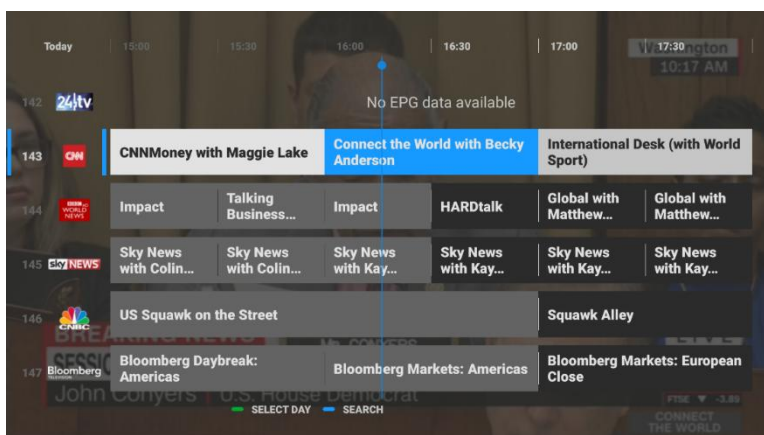 Today 15:00 15:30 16:00 16:30 17:00 17:30
Washington
10:17 AM
142 24|tv No EPG data available
143 CNN CNNMoney with Maggie Lake Connect the World with Becky Anderson International Desk (with World Sport)
144 BBC WORLD NEWS Impact Talking Business... Impact HARDtalk Global with Matthew... Global with Matthew...
145 sky NEWS Sky News with Colin... Sky News with Colin... Sky News with Kay... Sky News with Kay... Sky News with Kay... Sky News with Kay...
146 CNBC US Squawk on the Street Squawk Alley
BREAKING NEWS LIVE
147 Bloomberg TELEVISION Bloomberg Daybreak: Americas Bloomberg Markets: Americas Bloomberg Markets: European Close
John Conyers U.S. House Democrat
FTSE ▼ -3.89
SELECT DAY SEARCH
CONNECT
THE WORLD